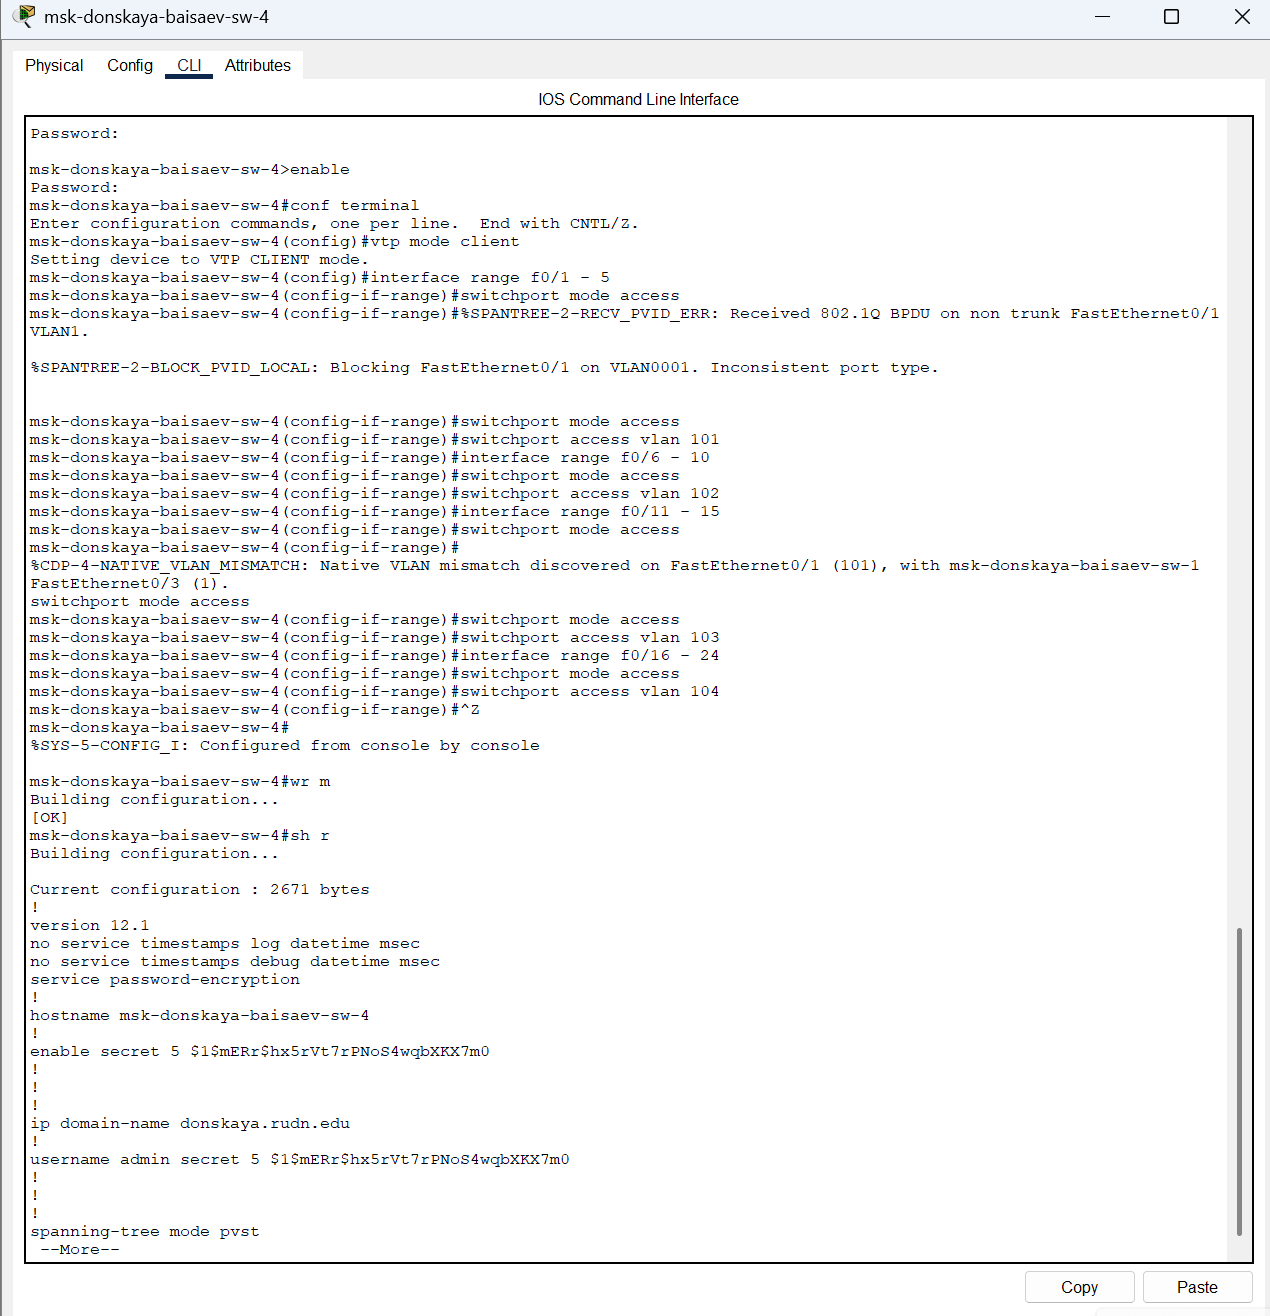 msk-donskaya-baisaev-sw-4
Physical Config CLI Attributes
IOS Command Line Interface
Password:
msk-donskaya-baisaev-sw-4>enable
Password:
msk-donskaya-baisaev-sw-4#conf terminal
Enter configuration commands, one per line.  End with CNTL/Z.
msk-donskaya-baisaev-sw-4(config)#vtp mode client
Setting device to VTP CLIENT mode.
msk-donskaya-baisaev-sw-4(config)#interface range f0/1 - 5
msk-donskaya-baisaev-sw-4(config-if-range)#switchport mode access
msk-donskaya-baisaev-sw-4(config-if-range)#%SPANTREE-2-RECV_PVID_ERR: Received 802.1Q BPDU on non trunk FastEthernet0/1
VLAN1.
%SPANTREE-2-BLOCK_PVID_LOCAL: Blocking FastEthernet0/1 on VLAN0001. Inconsistent port type.
msk-donskaya-baisaev-sw-4(config-if-range)#switchport mode access
msk-donskaya-baisaev-sw-4(config-if-range)#switchport access vlan 101
msk-donskaya-baisaev-sw-4(config-if-range)#interface range f0/6 - 10
msk-donskaya-baisaev-sw-4(config-if-range)#switchport mode access
msk-donskaya-baisaev-sw-4(config-if-range)#switchport access vlan 102
msk-donskaya-baisaev-sw-4(config-if-range)#interface range f0/11 - 15
msk-donskaya-baisaev-sw-4(config-if-range)#switchport mode access
msk-donskaya-baisaev-sw-4(config-if-range)#
%CDP-4-NATIVE_VLAN_MISMATCH: Native VLAN mismatch discovered on FastEthernet0/1 (101), with msk-donskaya-baisaev-sw-1
FastEthernet0/3 (1).
switchport mode access
msk-donskaya-baisaev-sw-4(config-if-range)#switchport mode access
msk-donskaya-baisaev-sw-4(config-if-range)#switchport access vlan 103
msk-donskaya-baisaev-sw-4(config-if-range)#interface range f0/16 - 24
msk-donskaya-baisaev-sw-4(config-if-range)#switchport mode access
msk-donskaya-baisaev-sw-4(config-if-range)#switchport access vlan 104
msk-donskaya-baisaev-sw-4(config-if-range)#^Z
msk-donskaya-baisaev-sw-4#
%SYS-5-CONFIG_I: Configured from console by console
msk-donskaya-baisaev-sw-4#wr m
Building configuration...
[OK]
msk-donskaya-baisaev-sw-4#sh r
Building configuration...
Current configuration : 2671 bytes
!
version 12.1
no service timestamps log datetime msec
no service timestamps debug datetime msec
service password-encryption
!
hostname msk-donskaya-baisaev-sw-4
!
enable secret 5 $1$mERr$hx5rVt7rPNoS4wqbXKX7m0
!
!
!
ip domain-name donskaya.rudn.edu
!
username admin secret 5 $1$mERr$hx5rVt7rPNoS4wqbXKX7m0
!
!
!
spanning-tree mode pvst
--More--
Copy Paste